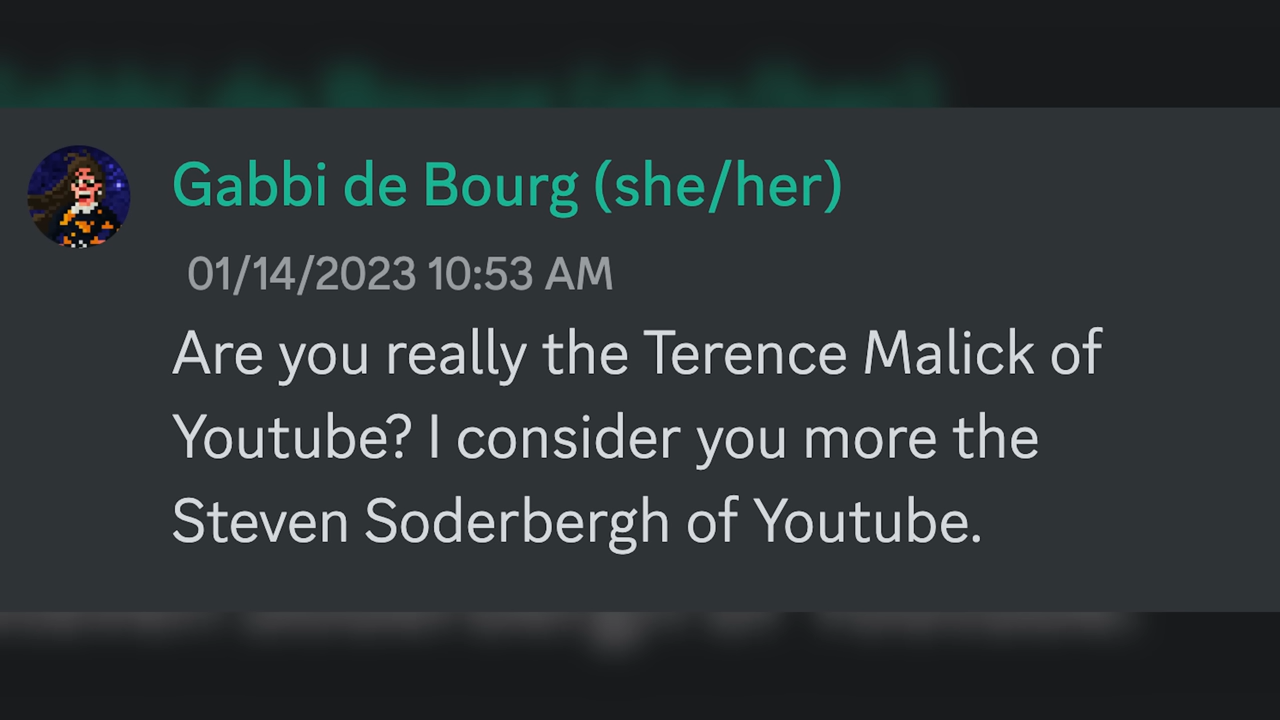 Gabbi de Bourg (she/her)
01/14/2023 10:53 AM
Are you really the Terence Malick of
Youtube? I consider you more the
Steven Soderbergh of Youtube.